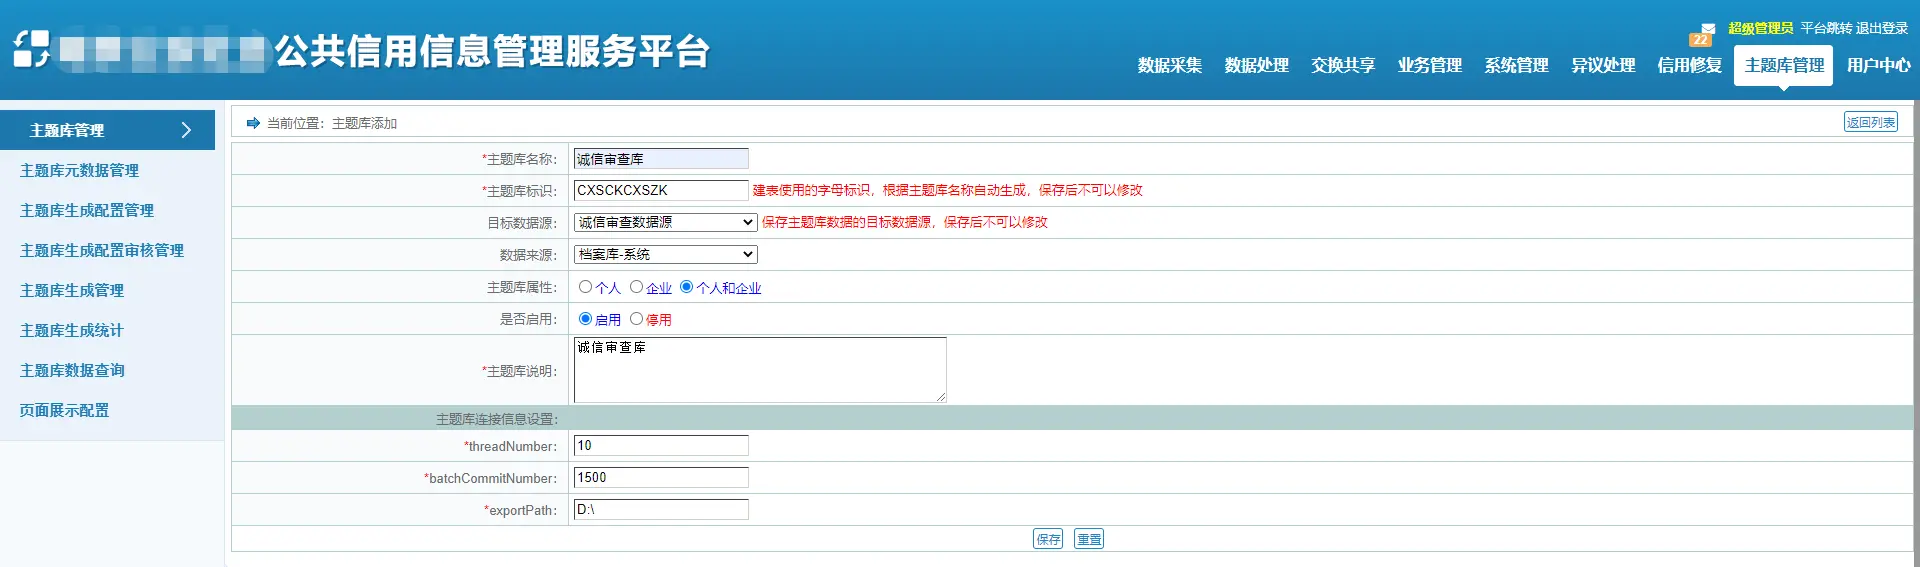 公共信用信息管理服务平台
22
超级管理员 平台跳转 退出登录
数据采集 数据处理 交换共享 业务管理 系统管理 异议处理 信用修复 主题库管理 用户中心
主题库管理
主题库元数据管理
主题库生成配置管理
主题库生成配置审核管理
主题库生成管理
主题库生成统计
主题库数据查询
页面展示配置
当前位置：主题库添加
返回列表
*主题库名称： 诚信审查库
*主题库标识： CXSCKCXSZK 建表使用的字母标识，根据主题库名称自动生成，保存后不可以修改
目标数据源： 诚信审查数据源 保存主题库数据的目标数据源，保存后不可以修改
数据来源： 档案库-系统
主题库属性： 个人 企业 个人和企业
是否启用： 启用 停用
*主题库说明： 诚信审查库
主题库连接信息设置：
*threadNumber： 10
*batchCommitNumber： 1500
*exportPath： D:\
保存 重置